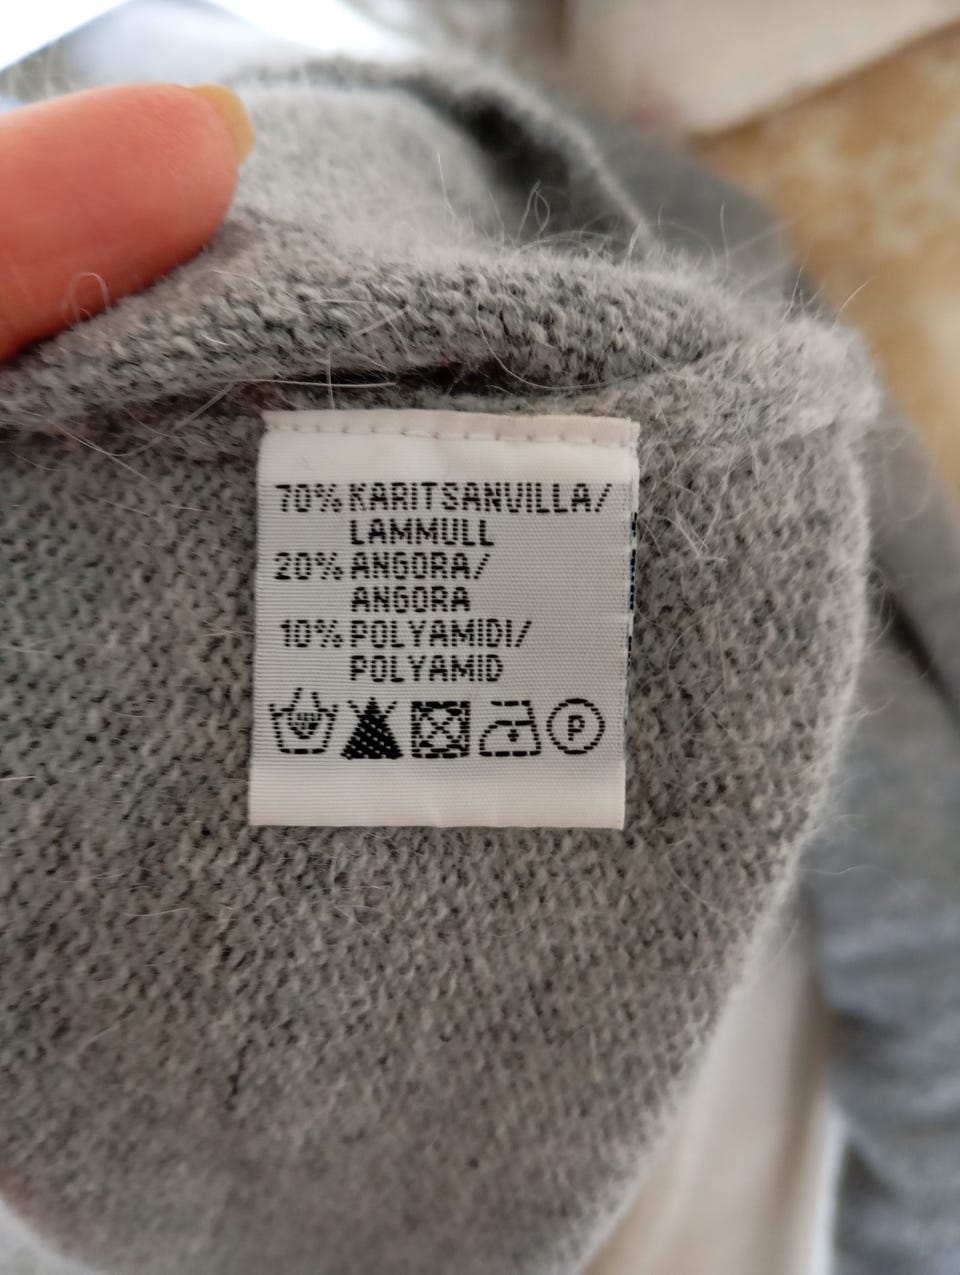 70% KARITSANVILLA/
LAMMULL
20% ANGORA/
ANGORA
10% POLYAMIDI/
POLYAMID
P